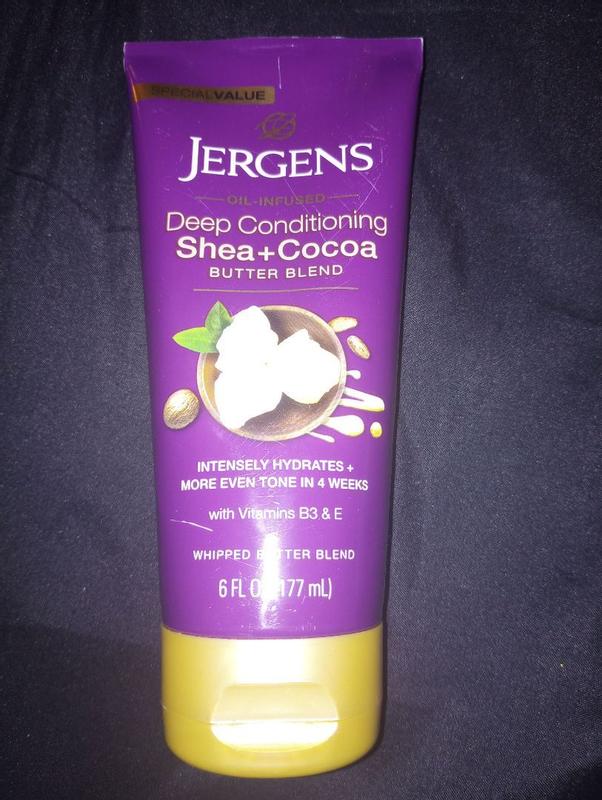 SPECIALVALUE
JERGENS
OIL-INFUSED
Deep Conditioning
Shea+Cocoa
BUTTER BLEND
INTENSELY HYDRATES +
MORE EVEN TONE IN 4 WEEKS
with Vitamins B3 & E
WHIPPED BLEND
6 FL 177 mL)